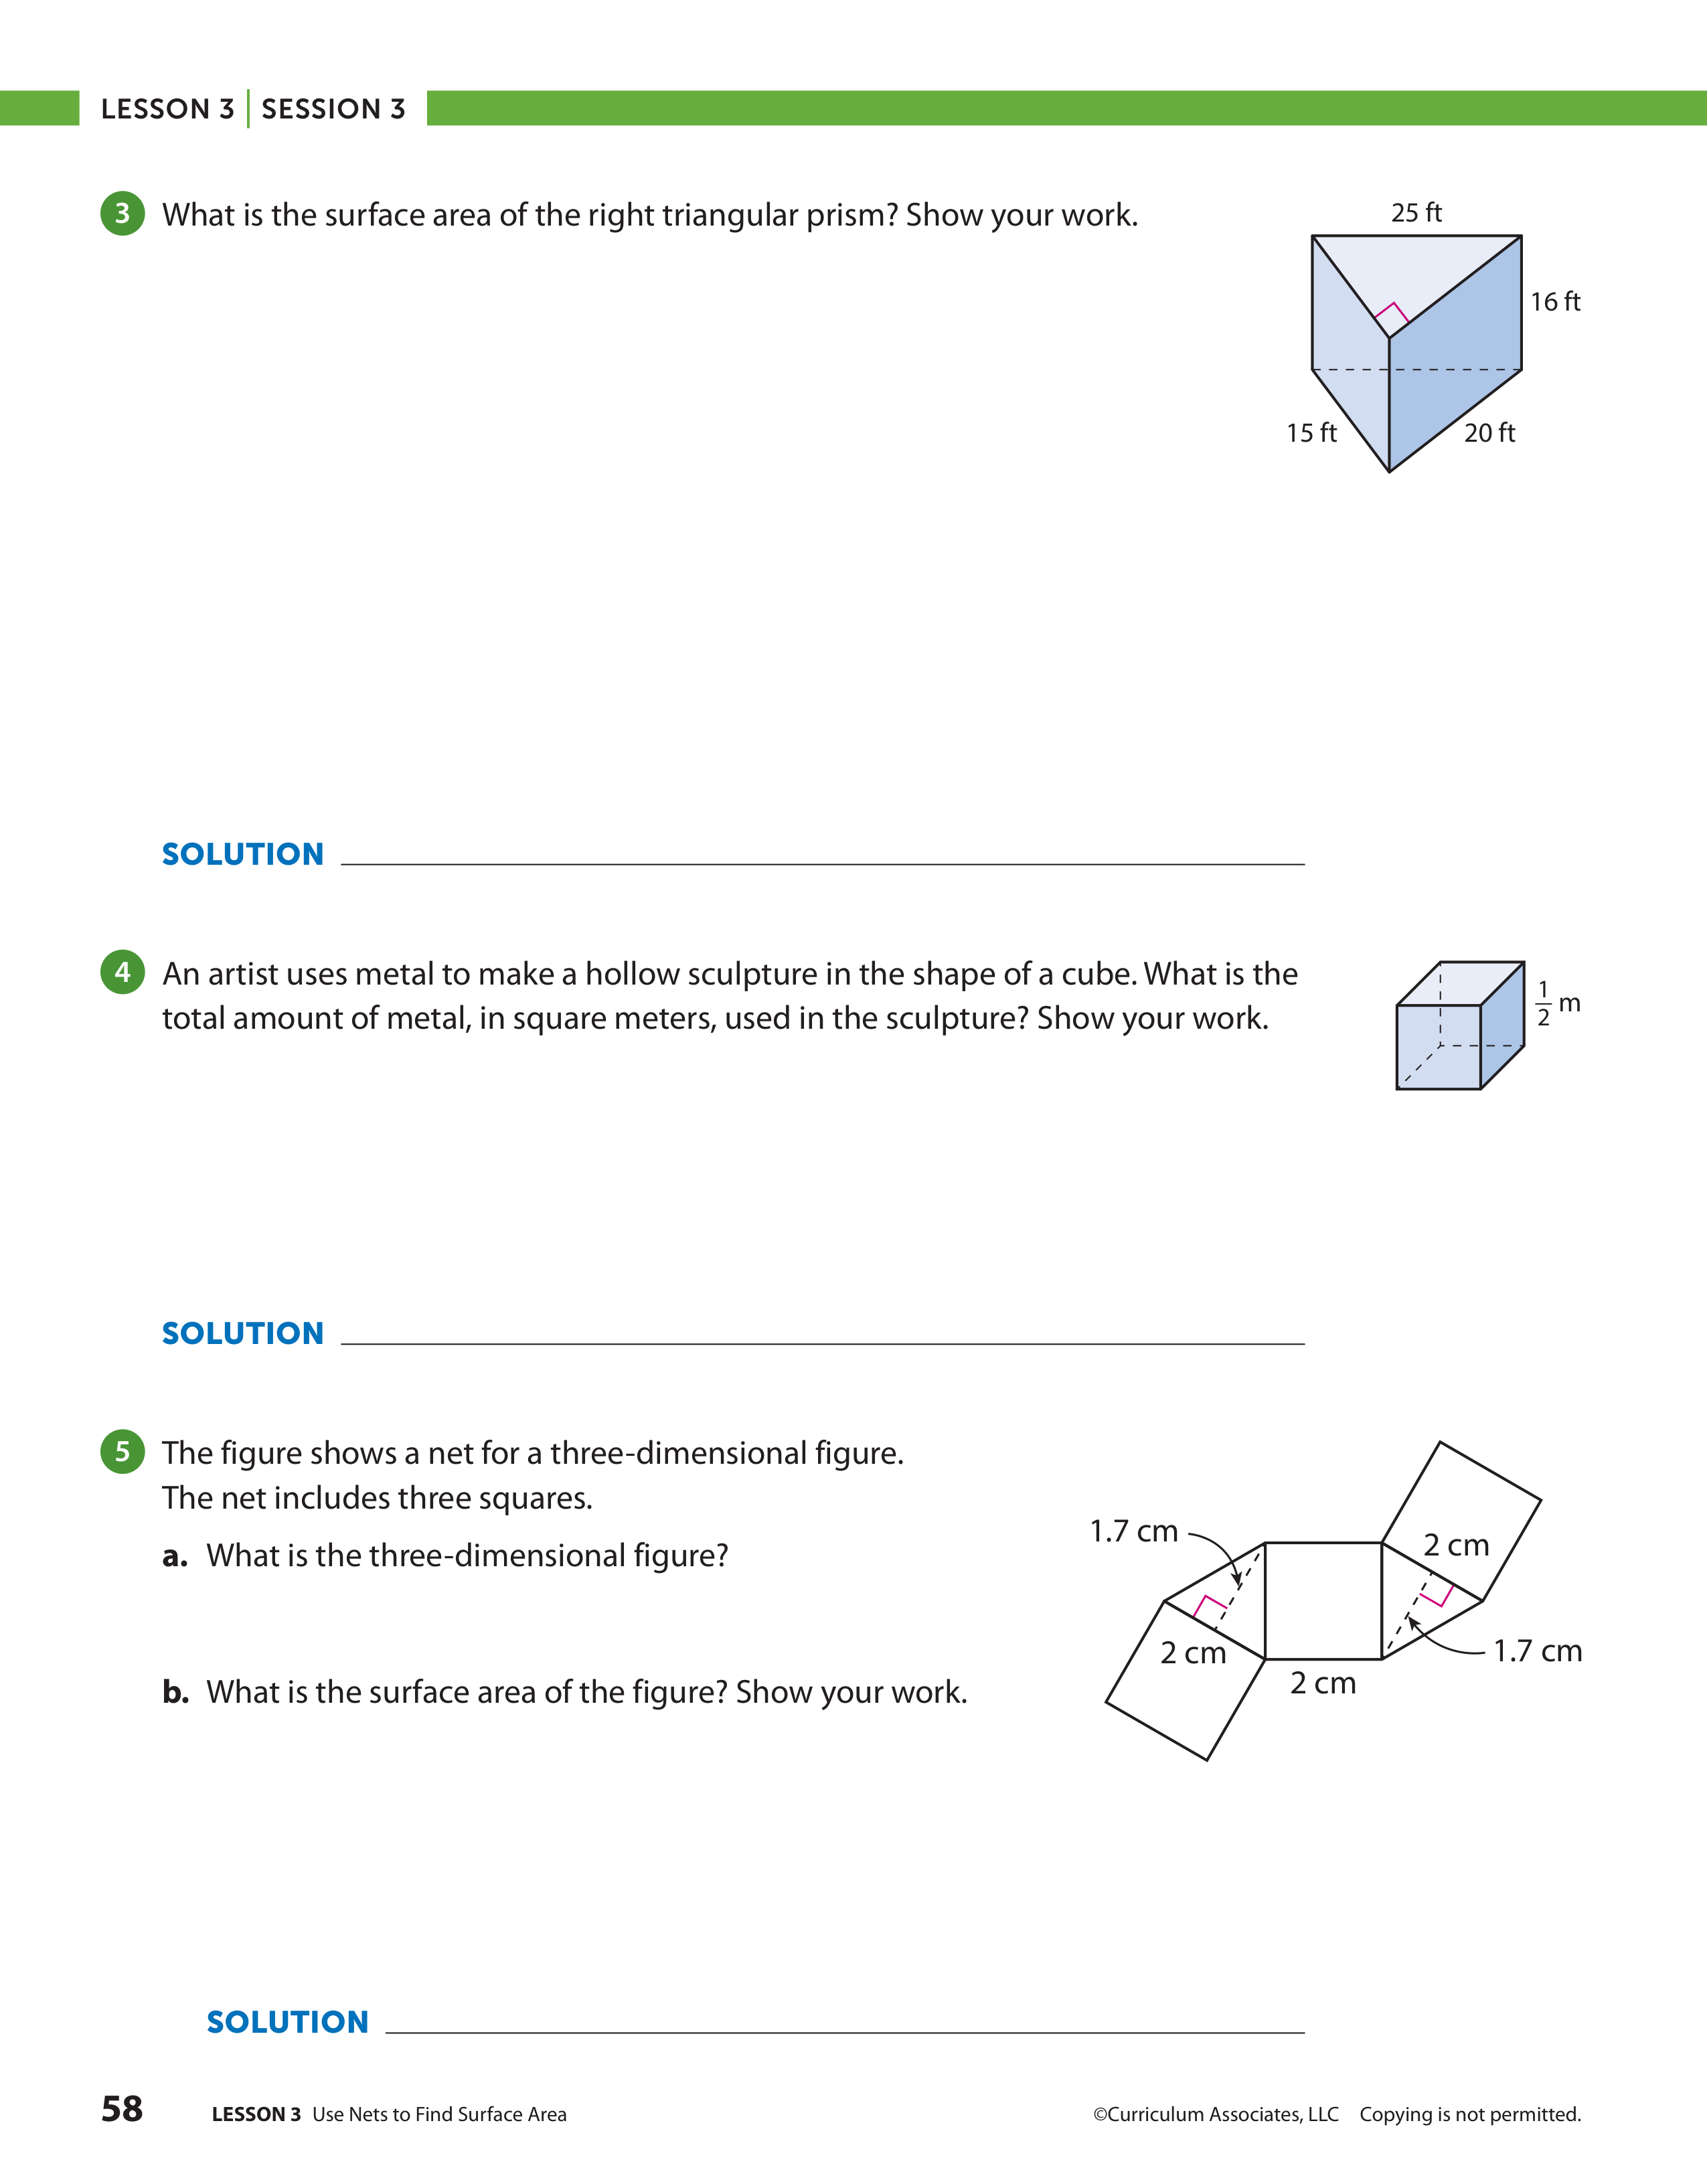 LESSON 3 | SESSION 3
3 What is the surface area of the right triangular prism? Show your work.
25 ft
16 ft
15 ft
20 ft
SOLUTION
4 An artist uses metal to make a hollow sculpture in the shape of a cube. What is the
total amount of metal, in square meters, used in the sculpture? Show your work.
1/2 m
SOLUTION
5 The figure shows a net for a three-dimensional figure.
The net includes three squares.
a. What is the three-dimensional figure?
b. What is the surface area of the figure? Show your work.
1.7 cm
2 cm
2 cm
1.7 cm
2 cm
SOLUTION
58 LESSON 3 Use Nets to Find Surface Area
©Curriculum Associates, LLC Copying is not permitted.